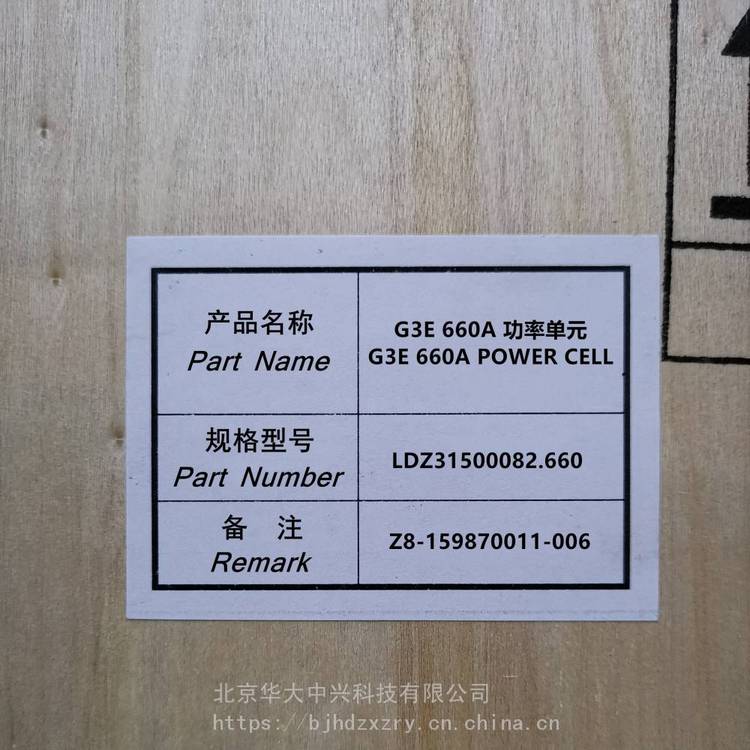 产品名称
Part Name
G3E 660A 功率单元
G3E 660A POWER CELL
规格型号
Part Number
LDZ31500082.660
备 注
Remark
Z8-159870011-006
北京华大中兴科技有限公司
https://bjhdzxzry.cn.china.cn